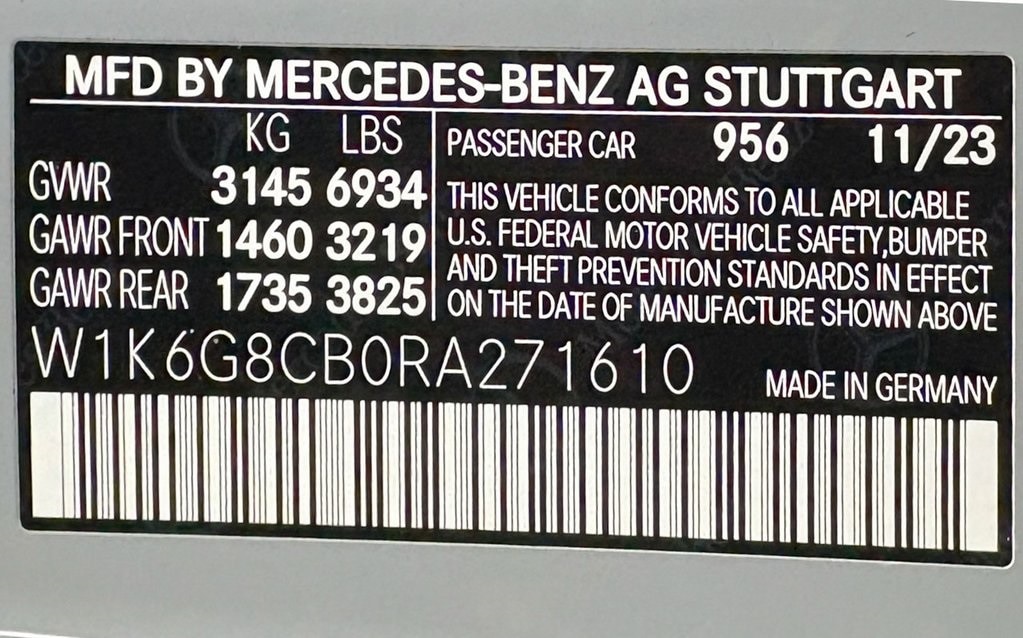 MFD BY MERCEDES-BENZ AG STUTTGART
KG LBS
GVWR 3145 6934
GAWR FRONT 1460 3219
GAWR REAR 1735 3825
PASSENGER CAR 956 11/23
THIS VEHICLE CONFORMS TO ALL APPLICABLE
U.S. FEDERAL MOTOR VEHICLE SAFETY,BUMPER
AND THEFT PREVENTION STANDARDS IN EFFECT
ON THE DATE OF MANUFACTURE SHOWN ABOVE
W1K6G8CB0RA271610
MADE IN GERMANY